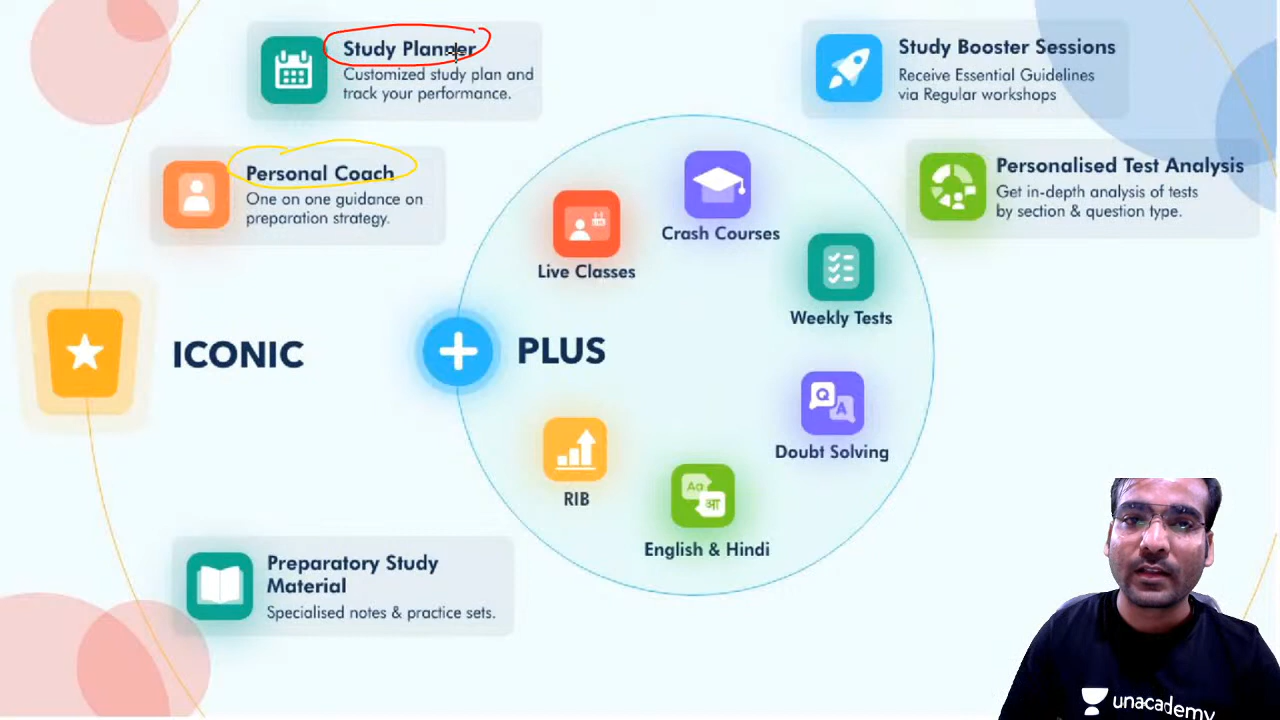 Study Planner
Customized study plan and
track your performance.
Study Booster Sessions
Receive Essential Guidelines
via Regular workshops
Personal Coach
One on one guidance on
preparation strategy.
Personalised Test Analysis
Get in-depth analysis of tests
by section & question type.
Crash Courses
Live Classes
Weekly Tests
ICONIC
PLUS
Q
A
Doubt Solving
RIB
Aa
आ
English & Hindi
Preparatory Study
Material
Specialised notes & practice sets.
unacademy